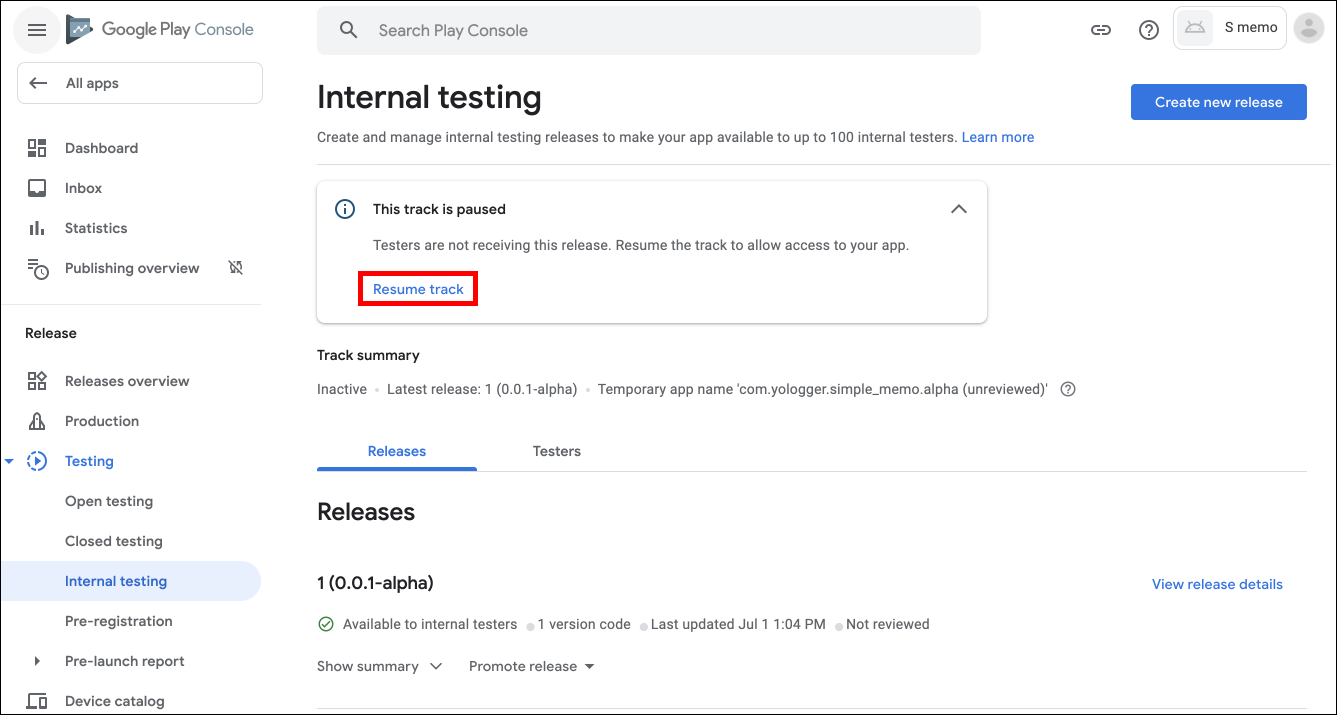 Google Play Console
Search Play Console
S memo
All apps
Dashboard
Inbox
Statistics
Publishing overview
Release
Releases overview
Production
Testing
Open testing
Closed testing
Internal testing
Pre-registration
Pre-launch report
Device catalog
Internal testing
Create new release
Create and manage internal testing releases to make your app available to up to 100 internal testers. Learn more
This track is paused
Testers are not receiving this release. Resume the track to allow access to your app.
Resume track
Track summary
Inactive • Latest release: 1 (0.0.1-alpha) • Temporary app name 'com.yologger.simple_memo.alpha (unreviewed)'
Releases Testers
Releases
1 (0.0.1-alpha)
View release details
Available to internal testers • 1 version code • Last updated Jul 1 1:04 PM • Not reviewed
Show summary Promote release